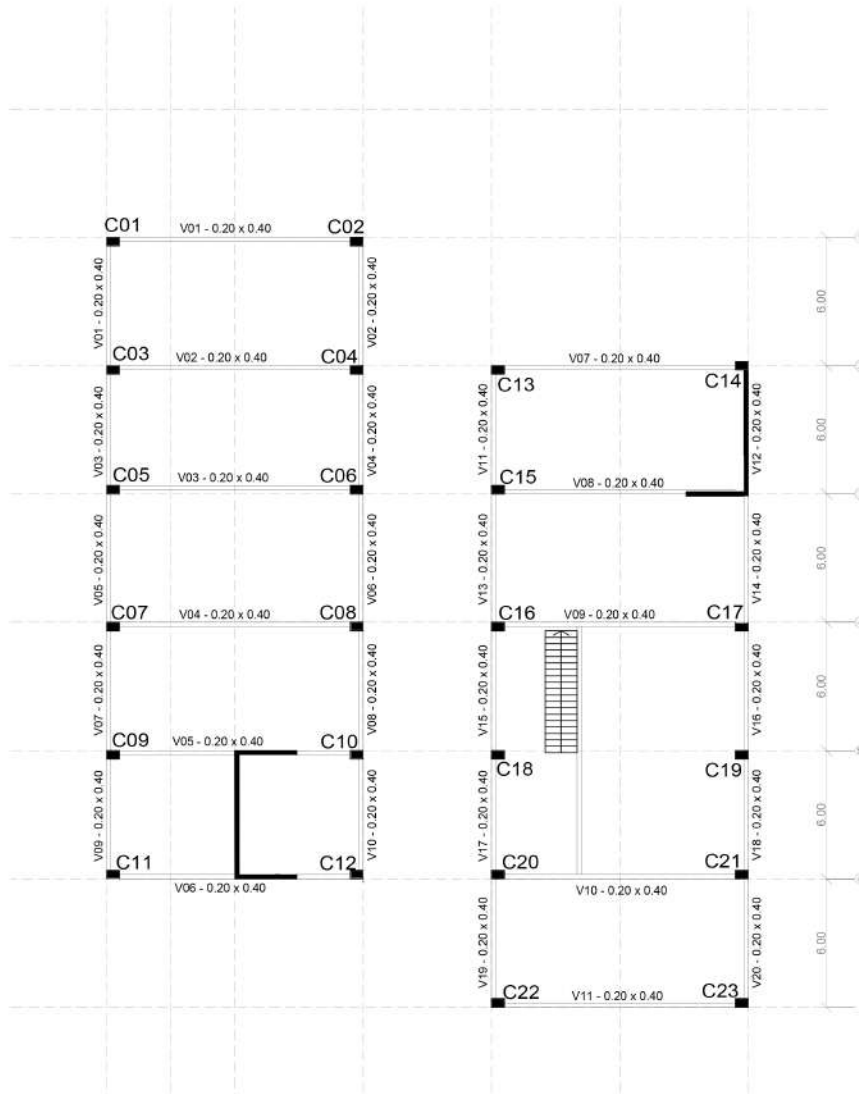 C01 V01 - 0.20 x 0.40 C02
V01 - 0.20 x 0.40
V02 - 0.20 x 0.40
6.00
C03 V02 - 0.20 x 0.40 C04
V07 - 0.20 x 0.40
C13
C14
V03 - 0.20 x 0.40
V04 - 0.20 x 0.40
V11 - 0.20 x 0.40
V12 - 0.20 x 0.40
6.00
C05 V03 - 0.20 x 0.40 C06
C15 V08 - 0.20 x 0.40
V05 - 0.20 x 0.40
V06 - 0.20 x 0.40
V13 - 0.20 x 0.40
V14 - 0.20 x 0.40
6.00
C07 V04 - 0.20 x 0.40 C08
C16 V09 - 0.20 x 0.40 C17
V07 - 0.20 x 0.40
V08 - 0.20 x 0.40
V15 - 0.20 x 0.40
V16 - 0.20 x 0.40
6.00
C09 V05 - 0.20 x 0.40 C10
C18
C19
V09 - 0.20 x 0.40
V10 - 0.20 x 0.40
V17 - 0.20 x 0.40
V18 - 0.20 x 0.40
6.00
C11
V06 - 0.20 x 0.40
C12
C20
V10 - 0.20 x 0.40
C21
V19 - 0.20 x 0.40
V20 - 0.20 x 0.40
6.00
C22 V11 - 0.20 x 0.40 C23